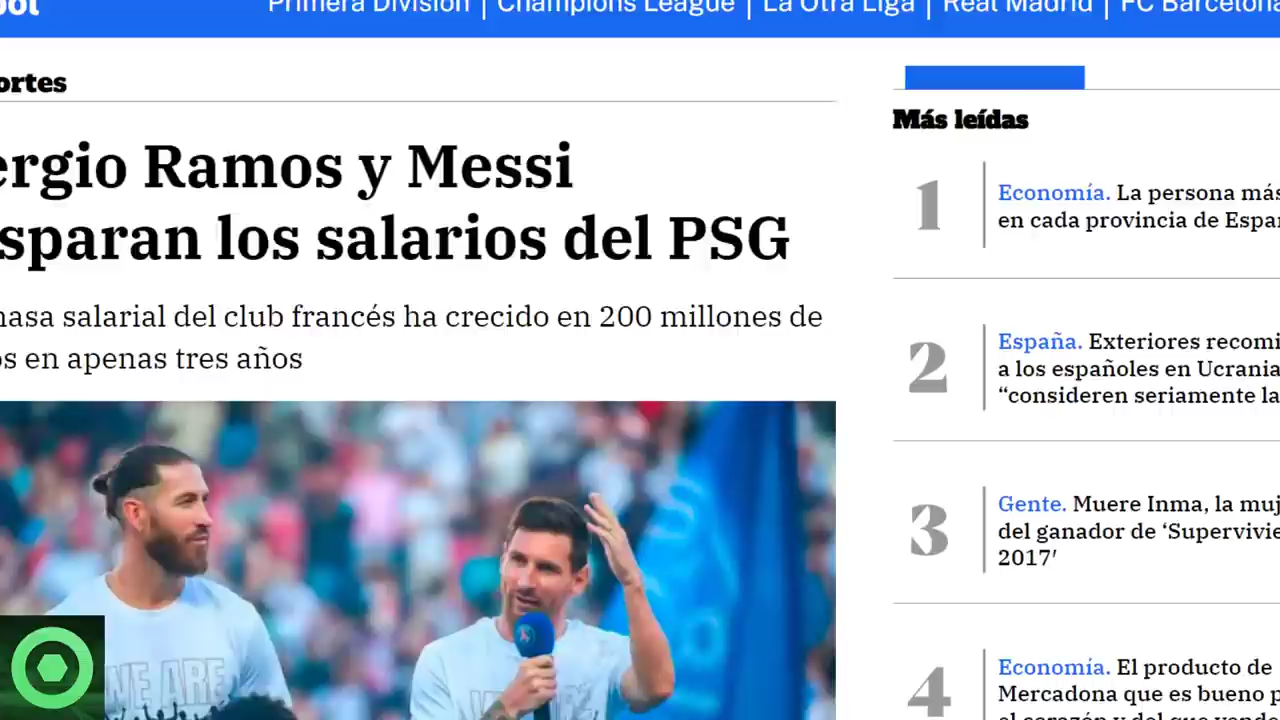 Primera División | Champions League | La Otra Liga | Real Madrid | FC Barcelona
ortes
ergio Ramos y Messi
sparan los salarios del PSG
masa salarial del club francés ha crecido en 200 millones de
os en apenas tres años
WE ARE
Más leídas
1
Economía. La persona más
en cada provincia de Espa
2
España. Exteriores recomi
a los españoles en Ucrania
“consideren seriamente la
3
Gente. Muere Inma, la muj
del ganador de ‘Supervivie
2017’
4
Economía. El producto de
Mercadona que es bueno p